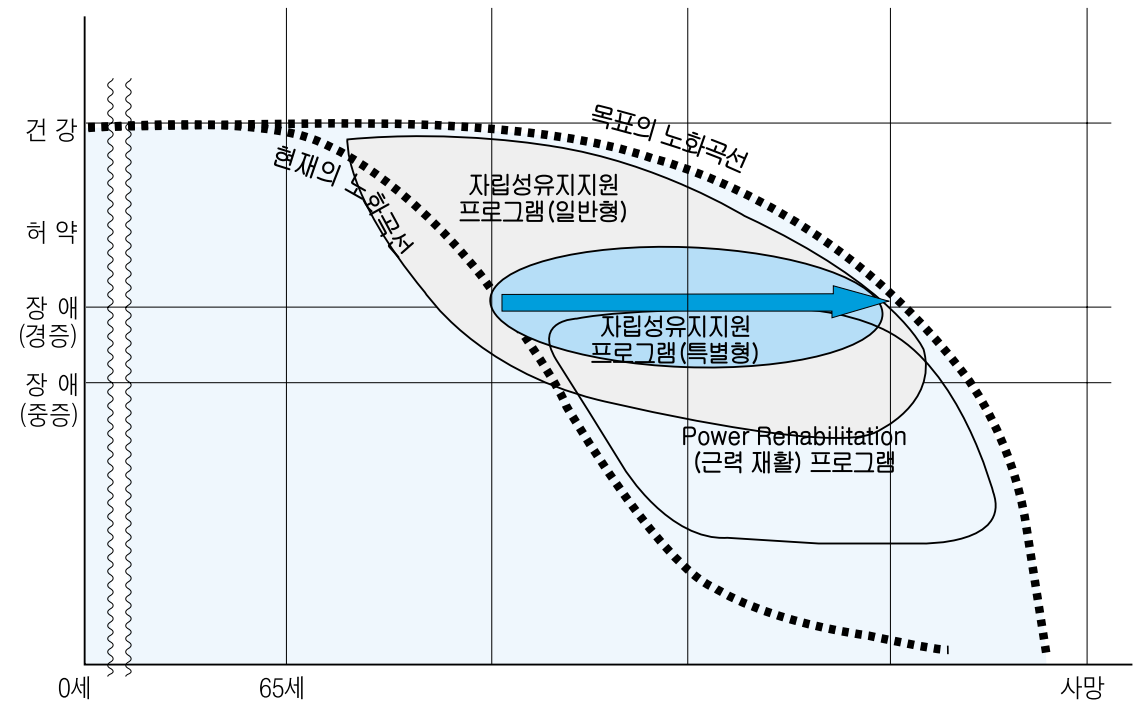 목표의 노화곡선
건강
현재의 노화곡선
자립성유지지원
프로그램(일반형)
허약
장애
(경증)
자립성유지지원
프로그램(특별형)
장애
(중증)
Power Rehabilitation
(근력 재활) 프로그램
0세
65세
사망